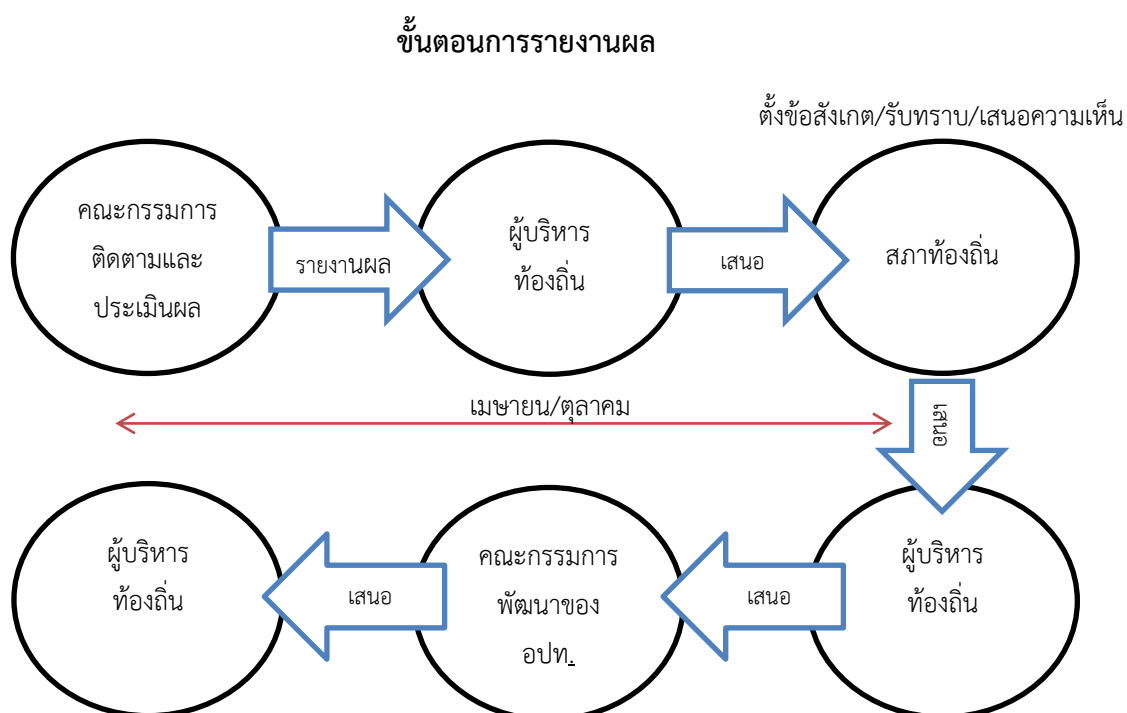 ขั้นตอนการรายงานผล
ตั้งข้อสังเกต/รับทราบ/เสนอความเห็น
คณะกรรมการ
ติดตามและ
ประเมินผล
รายงานผล
ผู้บริหาร
ท้องถิ่น
เสนอ
สภาท้องถิ่น
เมษายน/ตุลาคม
เสนอ
ผู้บริหาร
ท้องถิ่น
เสนอ
คณะกรรมการ
พัฒนาของ
อปท.
เสนอ
ผู้บริหาร
ท้องถิ่น